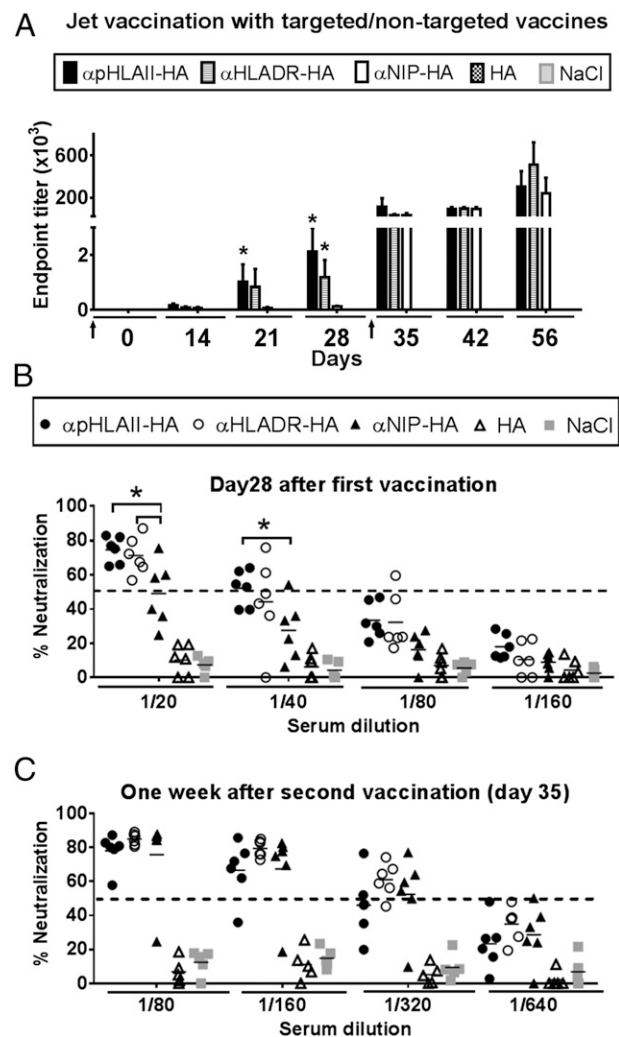 A
Jet vaccination with targeted/non-targeted vaccines
αpHLAII-HA αHLADR-HA αNIP-HA HA NaCl
Endpoint titer (x10³)
600
200
2
0
* * *
0 14 21 28 35 42 56
Days
B
αpHLAII-HA αHLADR-HA αNIP-HA HA NaCl
Day28 after first vaccination
% Neutralization
100
80
60
40
20
0
* *
1/20 1/40 1/80 1/160
Serum dilution
C
One week after second vaccination (day 35)
% Neutralization
100
80
60
40
20
0
1/80 1/160 1/320 1/640
Serum dilution